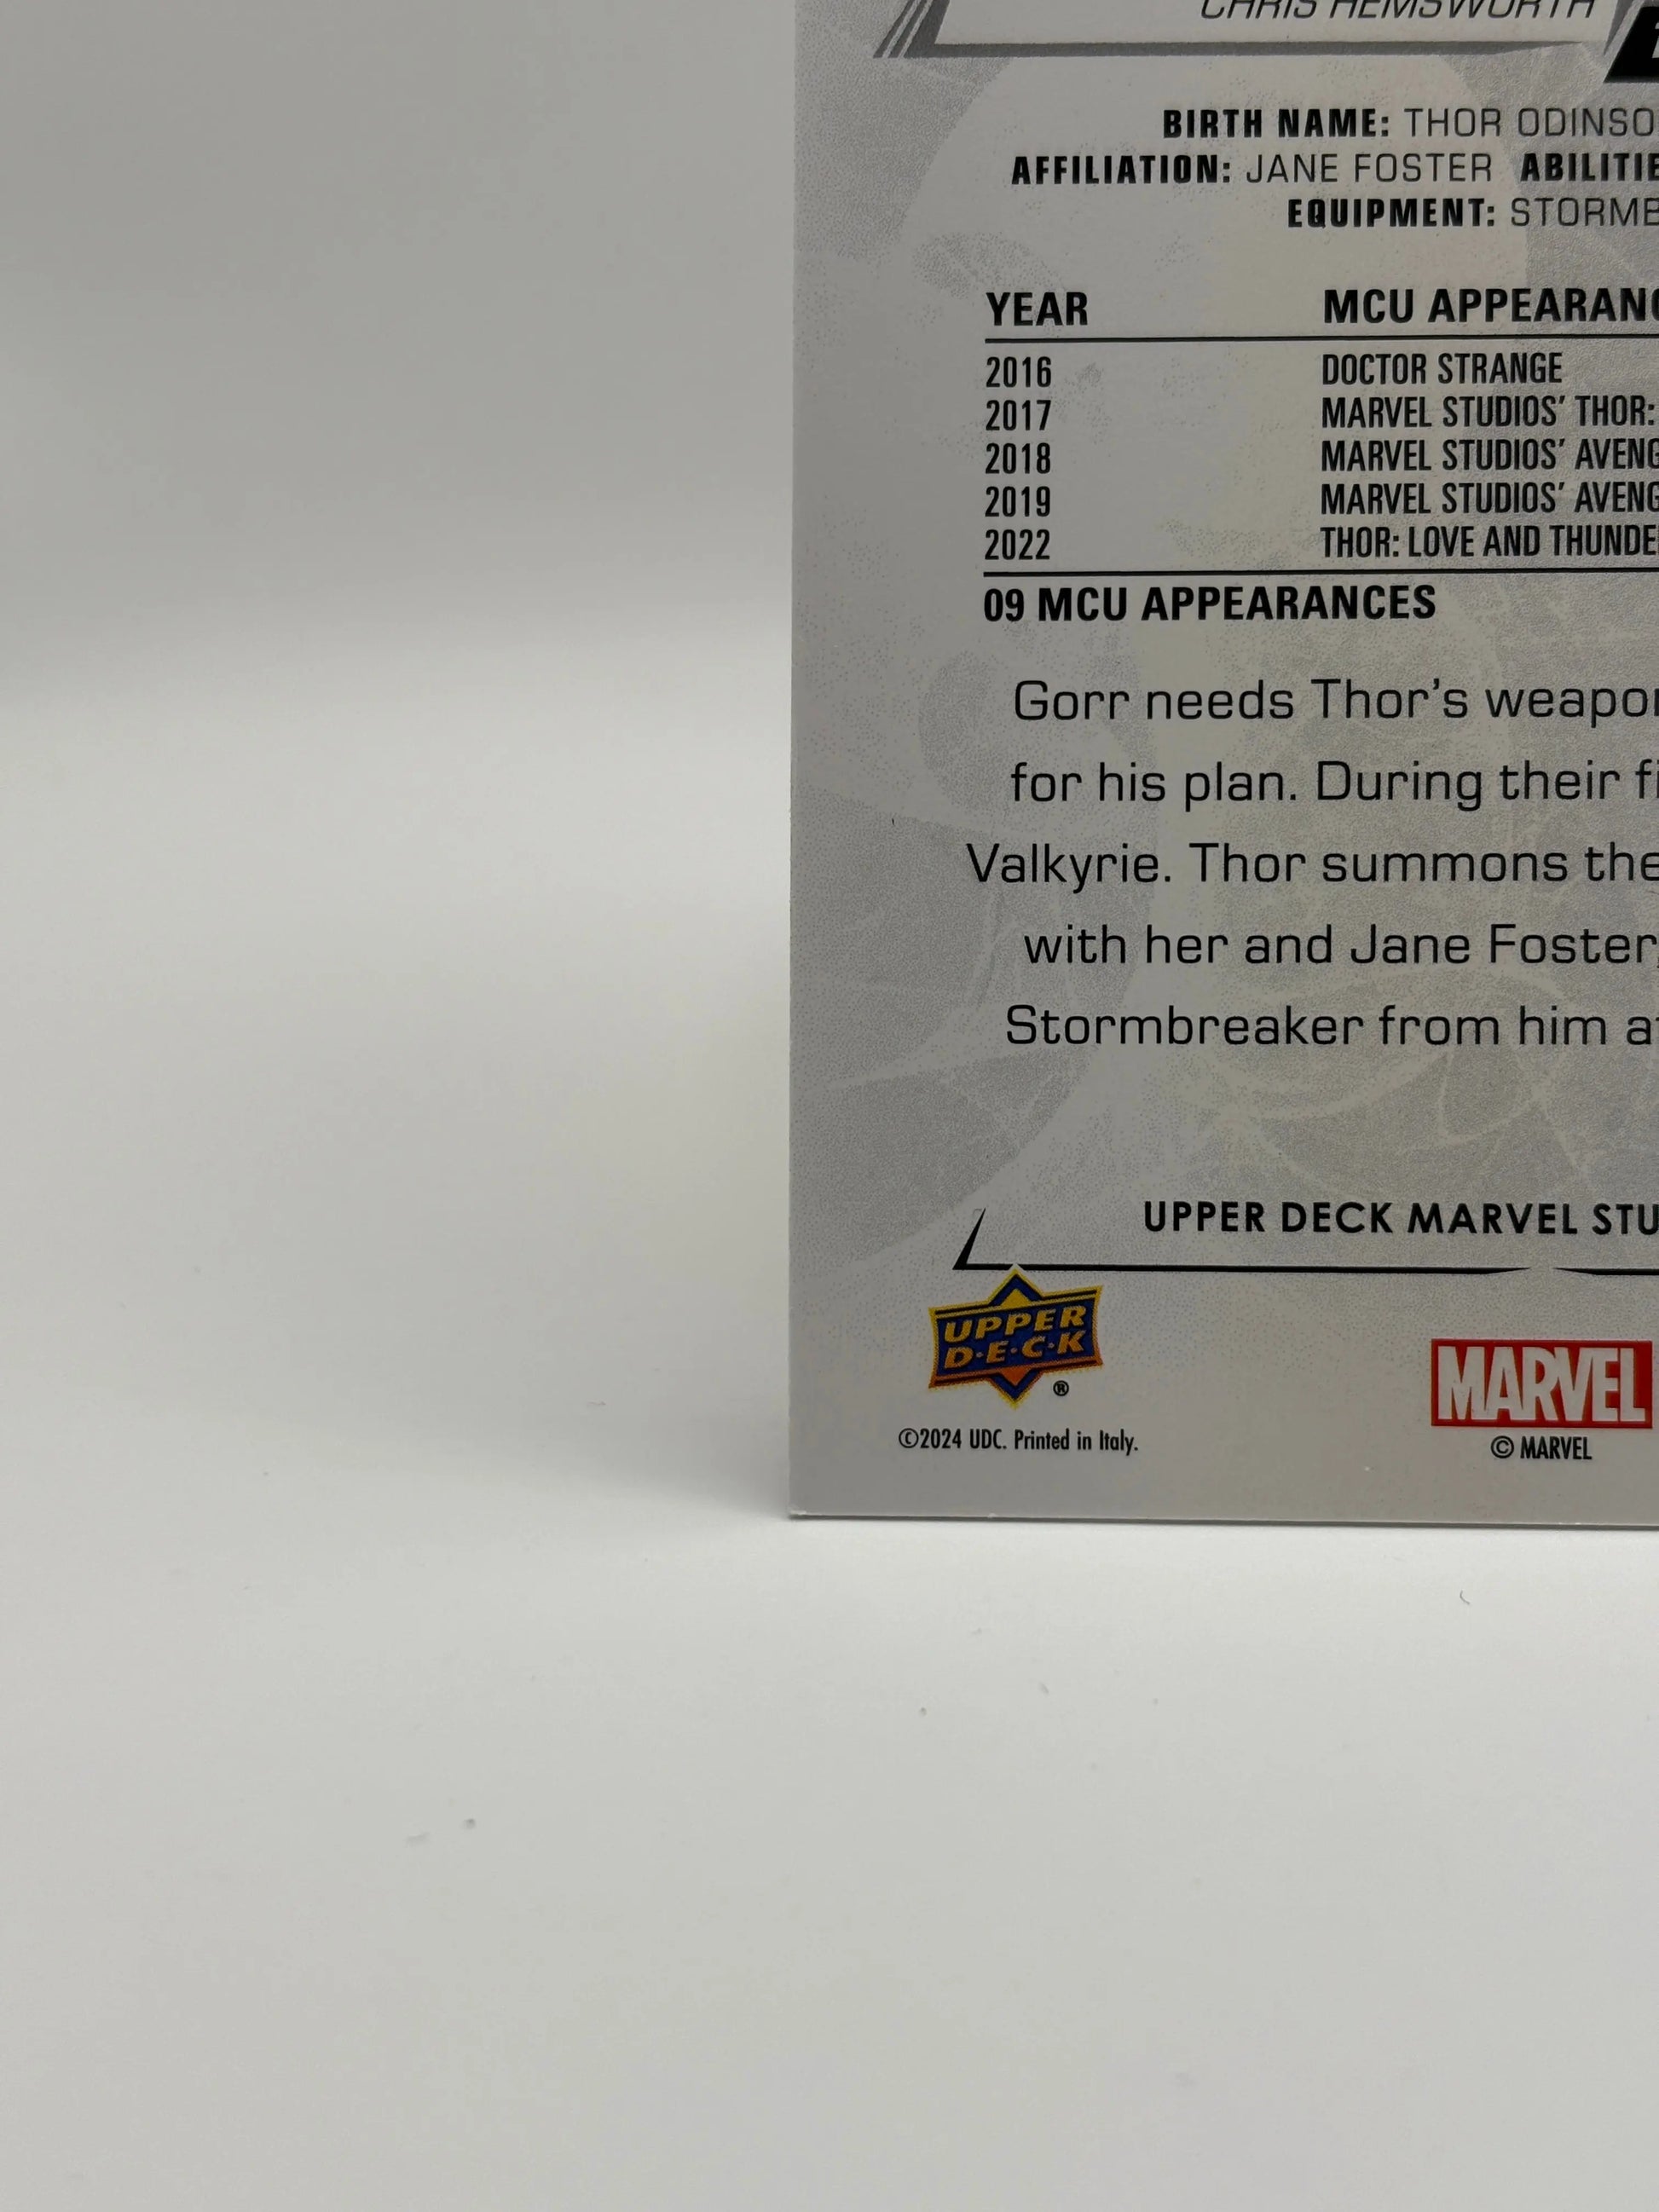 CHRIS HEMSWORTH
BIRTH NAME: THOR ODINSO
AFFILIATION: JANE FOSTER ABILITIE
EQUIPMENT: STORMB
YEAR MCU APPEARANC
2016 DOCTOR STRANGE
2017 MARVEL STUDIOS' THOR:
2018 MARVEL STUDIOS' AVENG
2019 MARVEL STUDIOS' AVENG
2022 THOR: LOVE AND THUNDE
09 MCU APPEARANCES
Gorr needs Thor's weapon
for his plan. During their fi
Valkyrie. Thor summons the
with her and Jane Foster,
Stormbreaker from him at
UPPER DECK MARVEL STU
UPPER
D·E·C·K
®
MARVEL
©2024 UDC. Printed in Italy.
© MARVEL